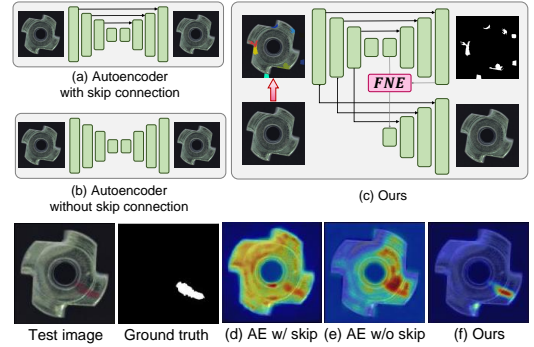 (a) Autoencoder
with skip connection
(b) Autoencoder
without skip connection
FNE
(c) Ours
Test image
Ground truth
(d) AE w/ skip
(e) AE w/o skip
(f) Ours